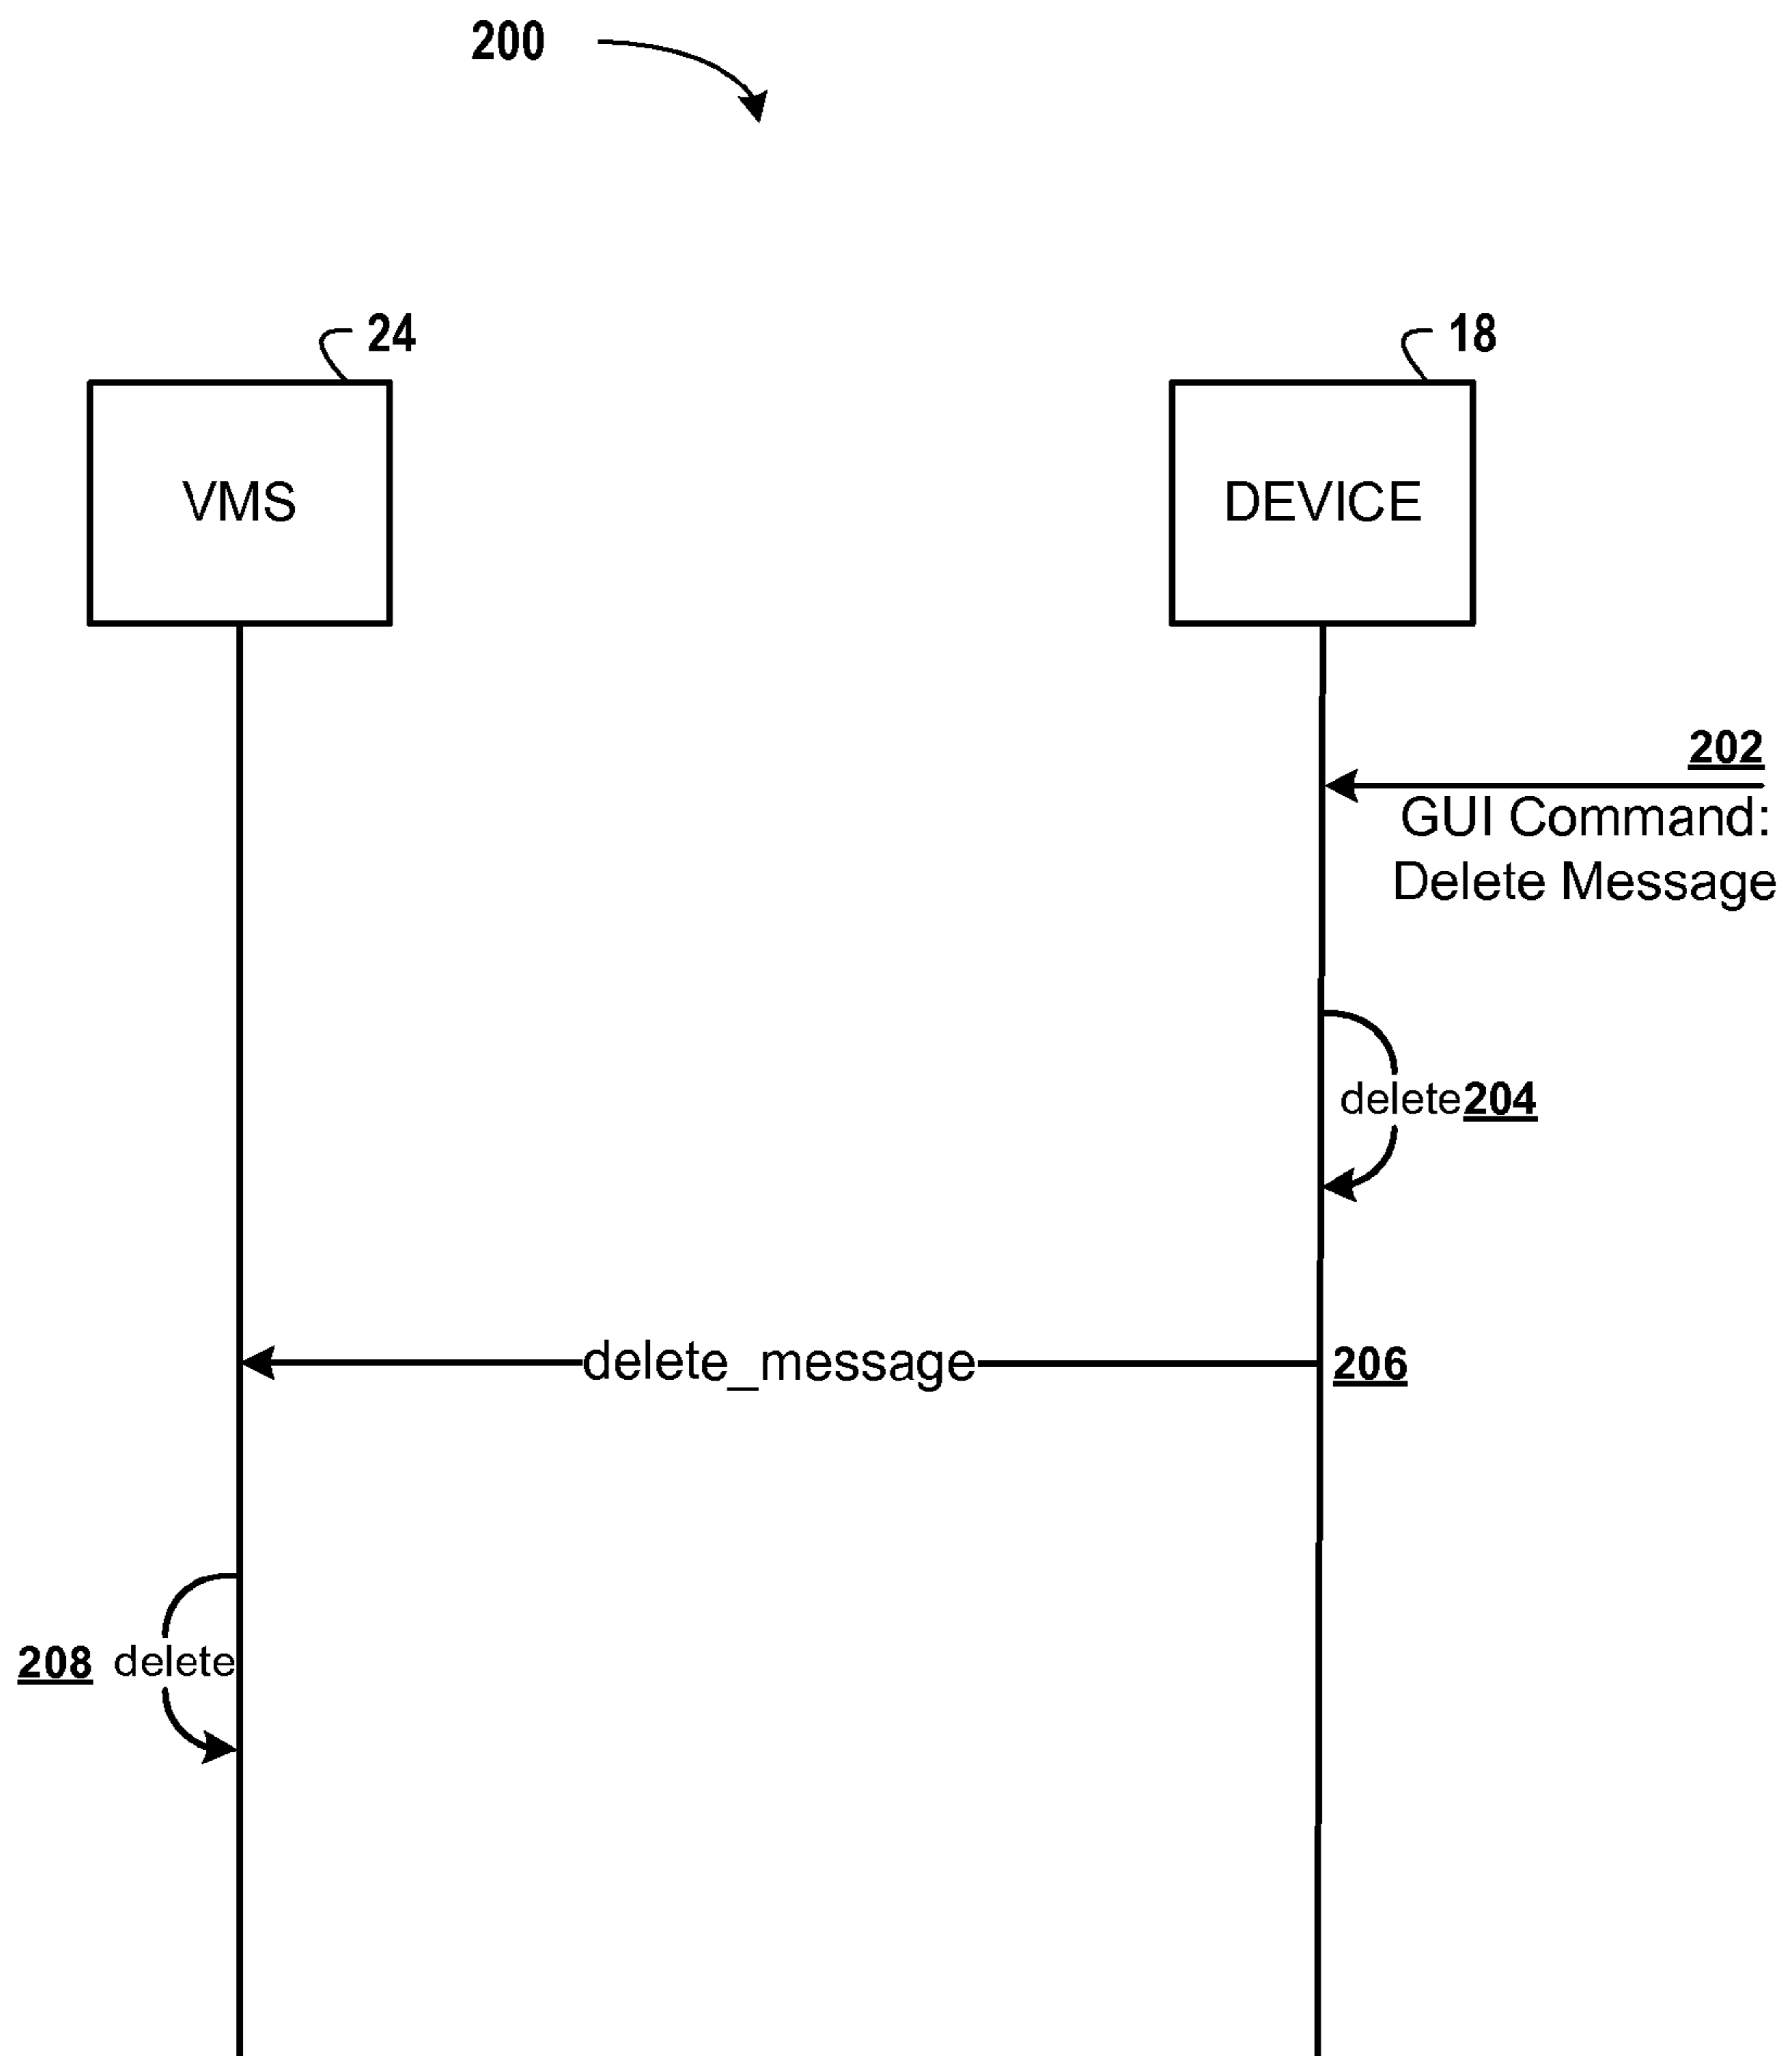 200
24
18
VMS
DEVICE
202
GUI Command:
Delete Message
delete204
delete_message
206
208 delete